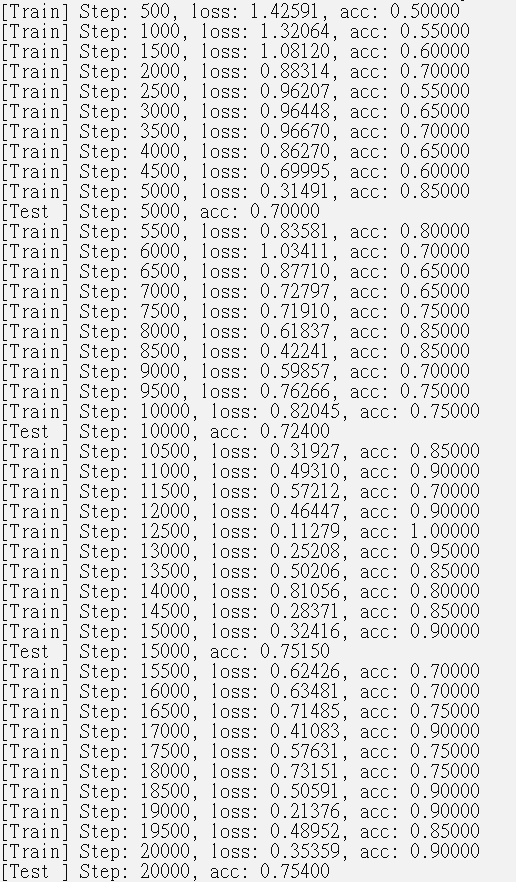 [Train] Step: 500, loss: 1.42591, acc: 0.50000
[Train] Step: 1000, loss: 1.32064, acc: 0.55000
[Train] Step: 1500, loss: 1.08120, acc: 0.60000
[Train] Step: 2000, loss: 0.88314, acc: 0.70000
[Train] Step: 2500, loss: 0.96207, acc: 0.55000
[Train] Step: 3000, loss: 0.96448, acc: 0.65000
[Train] Step: 3500, loss: 0.96670, acc: 0.70000
[Train] Step: 4000, loss: 0.86270, acc: 0.65000
[Train] Step: 4500, loss: 0.69995, acc: 0.60000
[Train] Step: 5000, loss: 0.31491, acc: 0.85000
[Test ] Step: 5000, acc: 0.70000
[Train] Step: 5500, loss: 0.83581, acc: 0.80000
[Train] Step: 6000, loss: 1.03411, acc: 0.70000
[Train] Step: 6500, loss: 0.87710, acc: 0.65000
[Train] Step: 7000, loss: 0.72797, acc: 0.65000
[Train] Step: 7500, loss: 0.71910, acc: 0.75000
[Train] Step: 8000, loss: 0.61837, acc: 0.85000
[Train] Step: 8500, loss: 0.42241, acc: 0.85000
[Train] Step: 9000, loss: 0.59857, acc: 0.70000
[Train] Step: 9500, loss: 0.76266, acc: 0.75000
[Train] Step: 10000, loss: 0.82045, acc: 0.75000
[Test ] Step: 10000, acc: 0.72400
[Train] Step: 10500, loss: 0.31927, acc: 0.85000
[Train] Step: 11000, loss: 0.49310, acc: 0.90000
[Train] Step: 11500, loss: 0.57212, acc: 0.70000
[Train] Step: 12000, loss: 0.46447, acc: 0.90000
[Train] Step: 12500, loss: 0.11279, acc: 1.00000
[Train] Step: 13000, loss: 0.25208, acc: 0.95000
[Train] Step: 13500, loss: 0.50206, acc: 0.85000
[Train] Step: 14000, loss: 0.81056, acc: 0.80000
[Train] Step: 14500, loss: 0.28371, acc: 0.85000
[Train] Step: 15000, loss: 0.32416, acc: 0.90000
[Test ] Step: 15000, acc: 0.75150
[Train] Step: 15500, loss: 0.62426, acc: 0.70000
[Train] Step: 16000, loss: 0.63481, acc: 0.70000
[Train] Step: 16500, loss: 0.71485, acc: 0.75000
[Train] Step: 17000, loss: 0.41083, acc: 0.90000
[Train] Step: 17500, loss: 0.57631, acc: 0.75000
[Train] Step: 18000, loss: 0.73151, acc: 0.75000
[Train] Step: 18500, loss: 0.50591, acc: 0.90000
[Train] Step: 19000, loss: 0.21376, acc: 0.90000
[Train] Step: 19500, loss: 0.48952, acc: 0.85000
[Train] Step: 20000, loss: 0.35359, acc: 0.90000
[Test ] Step: 20000, acc: 0.75400